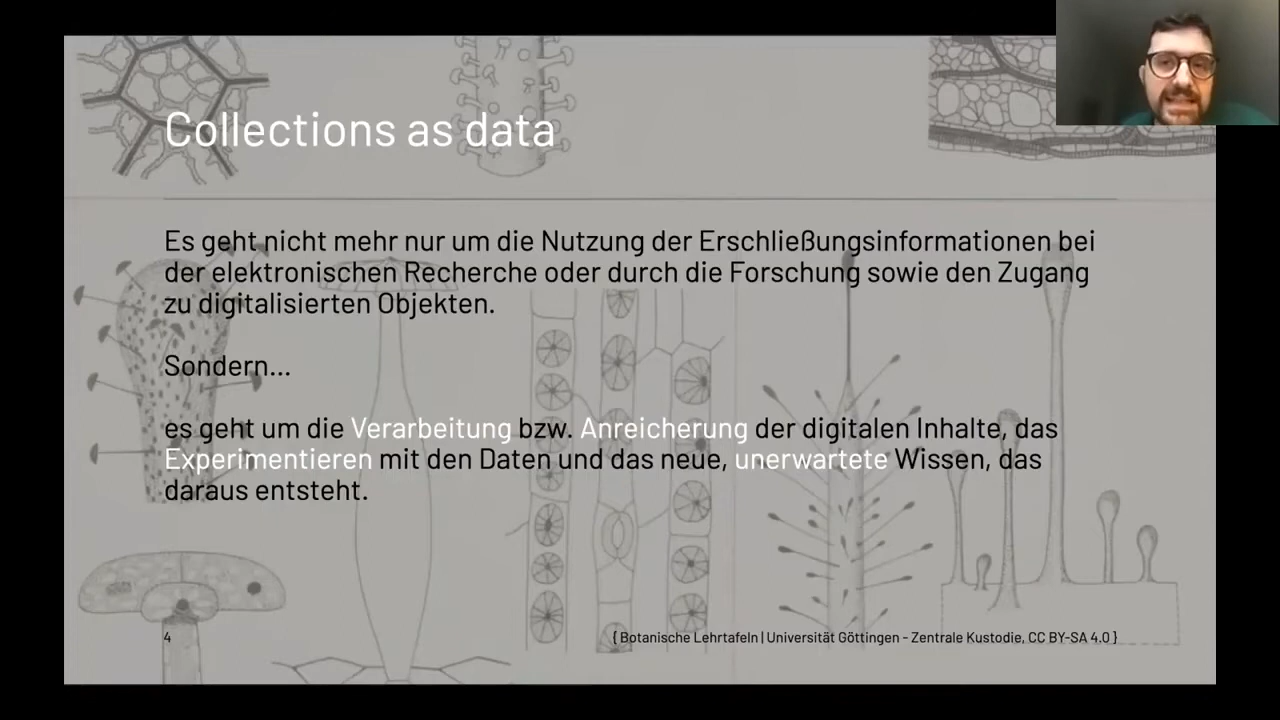 Collections as data
Es geht nicht mehr nur um die Nutzung der Erschließungsinformationen bei
der elektronischen Recherche oder durch die Forschung sowie den Zugang
zu digitalisierten Objekten.
Sondern...
es geht um die Verarbeitung bzw. Anreicherung der digitalen Inhalte, das
Experimentieren mit den Daten und das neue, unerwartete Wissen, das
daraus entsteht.
4
{ Botanische Lehrtafeln | Universität Göttingen - Zentrale Kustodie, CC BY-SA 4.0 }